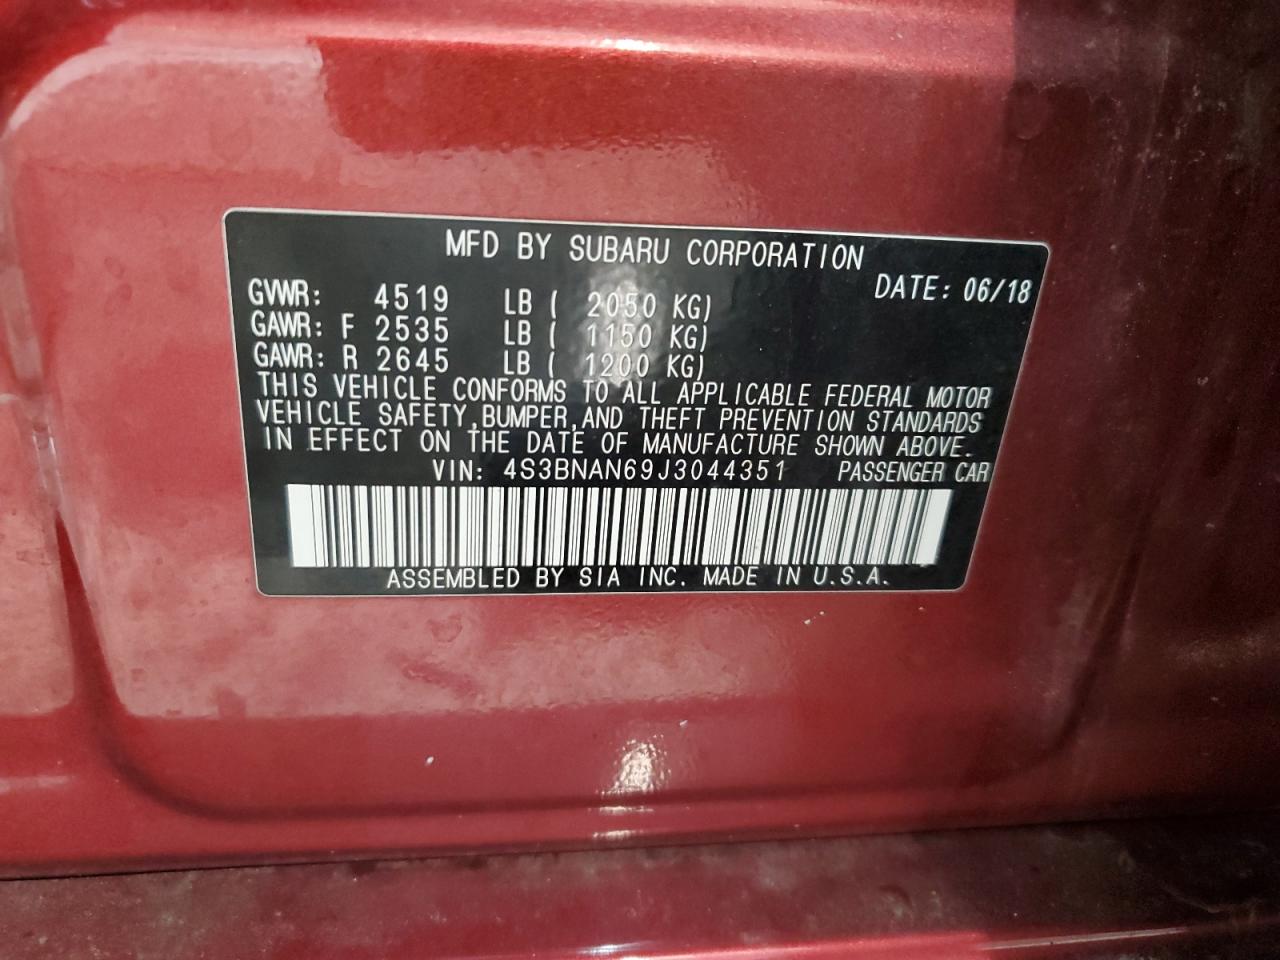 MFD BY SUBARU CORPORATION
DATE: 06/18
GVWR: 4519 LB ( 2050 KG)
GAWR: F 2535 LB ( 1150 KG)
GAWR: R 2645 LB ( 1200 KG)
THIS VEHICLE CONFORMS TO ALL APPLICABLE FEDERAL MOTOR
VEHICLE SAFETY,BUMPER,AND THEFT PREVENTION STANDARDS
IN EFFECT ON THE DATE OF MANUFACTURE SHOWN ABOVE.
VIN: 4S3BNAN69J3044351 PASSENGER CAR
ASSEMBLED BY SIA INC. MADE IN U.S.A.